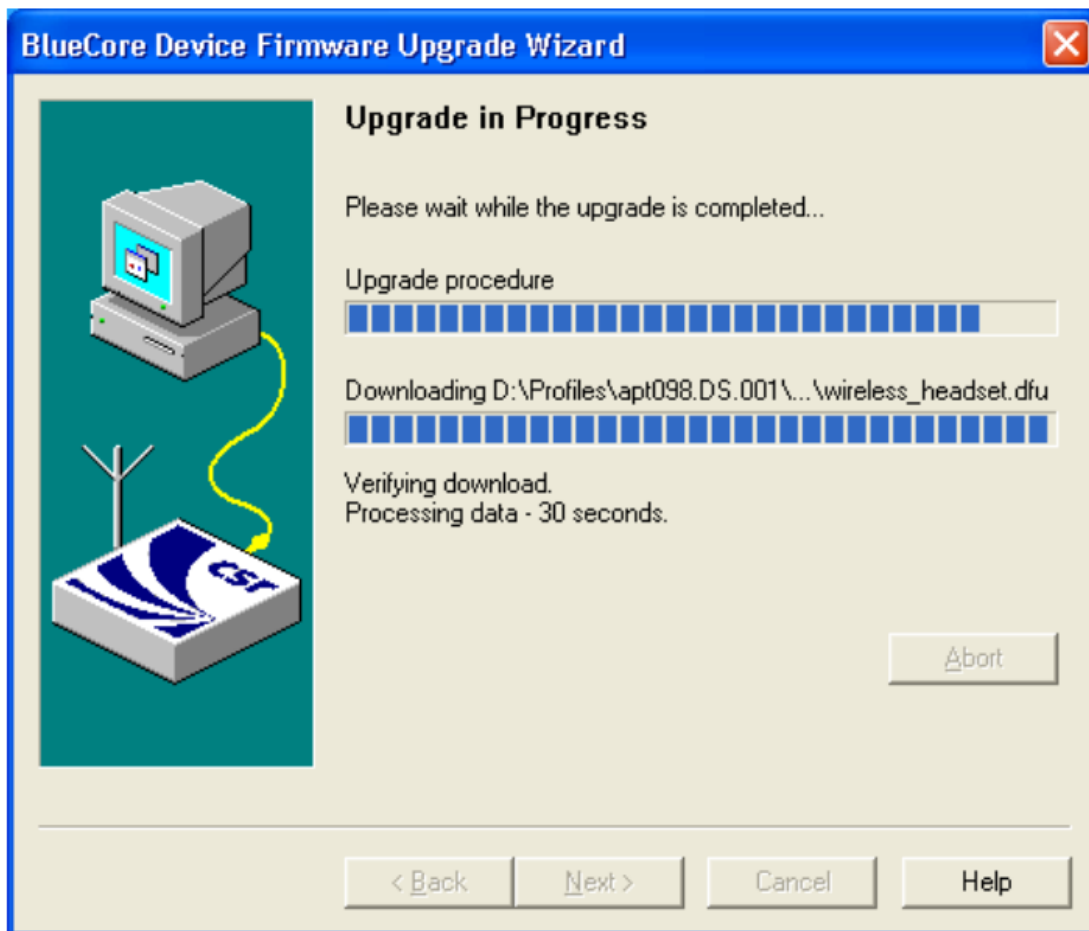 BlueCore Device Firmware Upgrade Wizard
Upgrade in Progress
Please wait while the upgrade is completed...
Upgrade procedure
Downloading D:\Profiles\apt098.DS.001\...\wireless_headset.dfu
Verifying download.
Processing data - 30 seconds.
csr
Abort
< Back
Next >
Cancel
Help